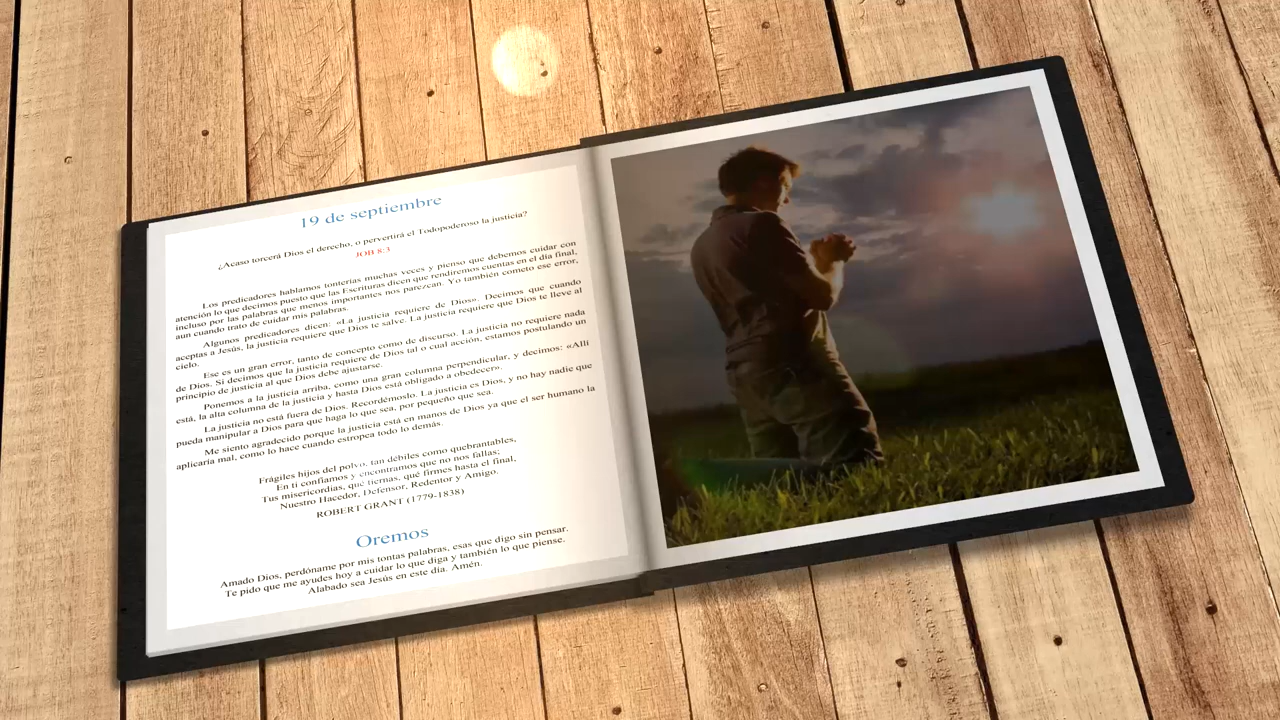 19 de septiembre
¿Acaso torcerá Dios el derecho, o pervertirá el Todopoderoso la justicia?
JOB 8:3
Los predicadores hablamos tonterías muchas veces y pienso que debemos cuidar con
atención lo que decimos puesto que las Escrituras dicen que rendiremos cuentas en el día final,
incluso por las palabras que menos importantes nos parezcan. Yo también cometo ese error,
aun cuando trato de cuidar mis palabras.
Algunos predicadores dicen: «La justicia requiere de Dios». Decimos que cuando
aceptas a Jesús, la justicia requiere que Dios te salve. La justicia requiere que Dios te lleve al
cielo.
Ese es un gran error, tanto de concepto como de discurso. La justicia no requiere nada
de Dios. Si decimos que la justicia requiere de Dios tal o cual acción, estamos postulando un
principio de justicia al que Dios debe ajustarse.
Ponemos a la justicia arriba, como una gran columna perpendicular, y decimos: «Allí
está, la alta columna de la justicia y hasta Dios está obligado a obedecer».
La justicia no está fuera de Dios. Recordémoslo. La justicia es Dios, y no hay nadie que
pueda manipular a Dios para que haga lo que sea, por pequeño que sea.
Me siento agradecido porque la justicia está en manos de Dios ya que el ser humano la
aplicaría mal, como lo hace cuando estropea todo lo demás.
Frágiles hijos del polvo, tan débiles como quebrantables,
En ti confiamos y encontramos que no nos fallas;
Tus misericordias, qué tiernas, qué firmes hasta el final,
Nuestro Hacedor, Defensor, Redentor y Amigo.
ROBERT GRANT (1779-1838)
Oremos
Amado Dios, perdóname por mis tontas palabras, esas que digo sin pensar.
Te pido que me ayudes hoy a cuidar lo que diga y también lo que piense.
Alabado sea Jesús en este día. Amén.